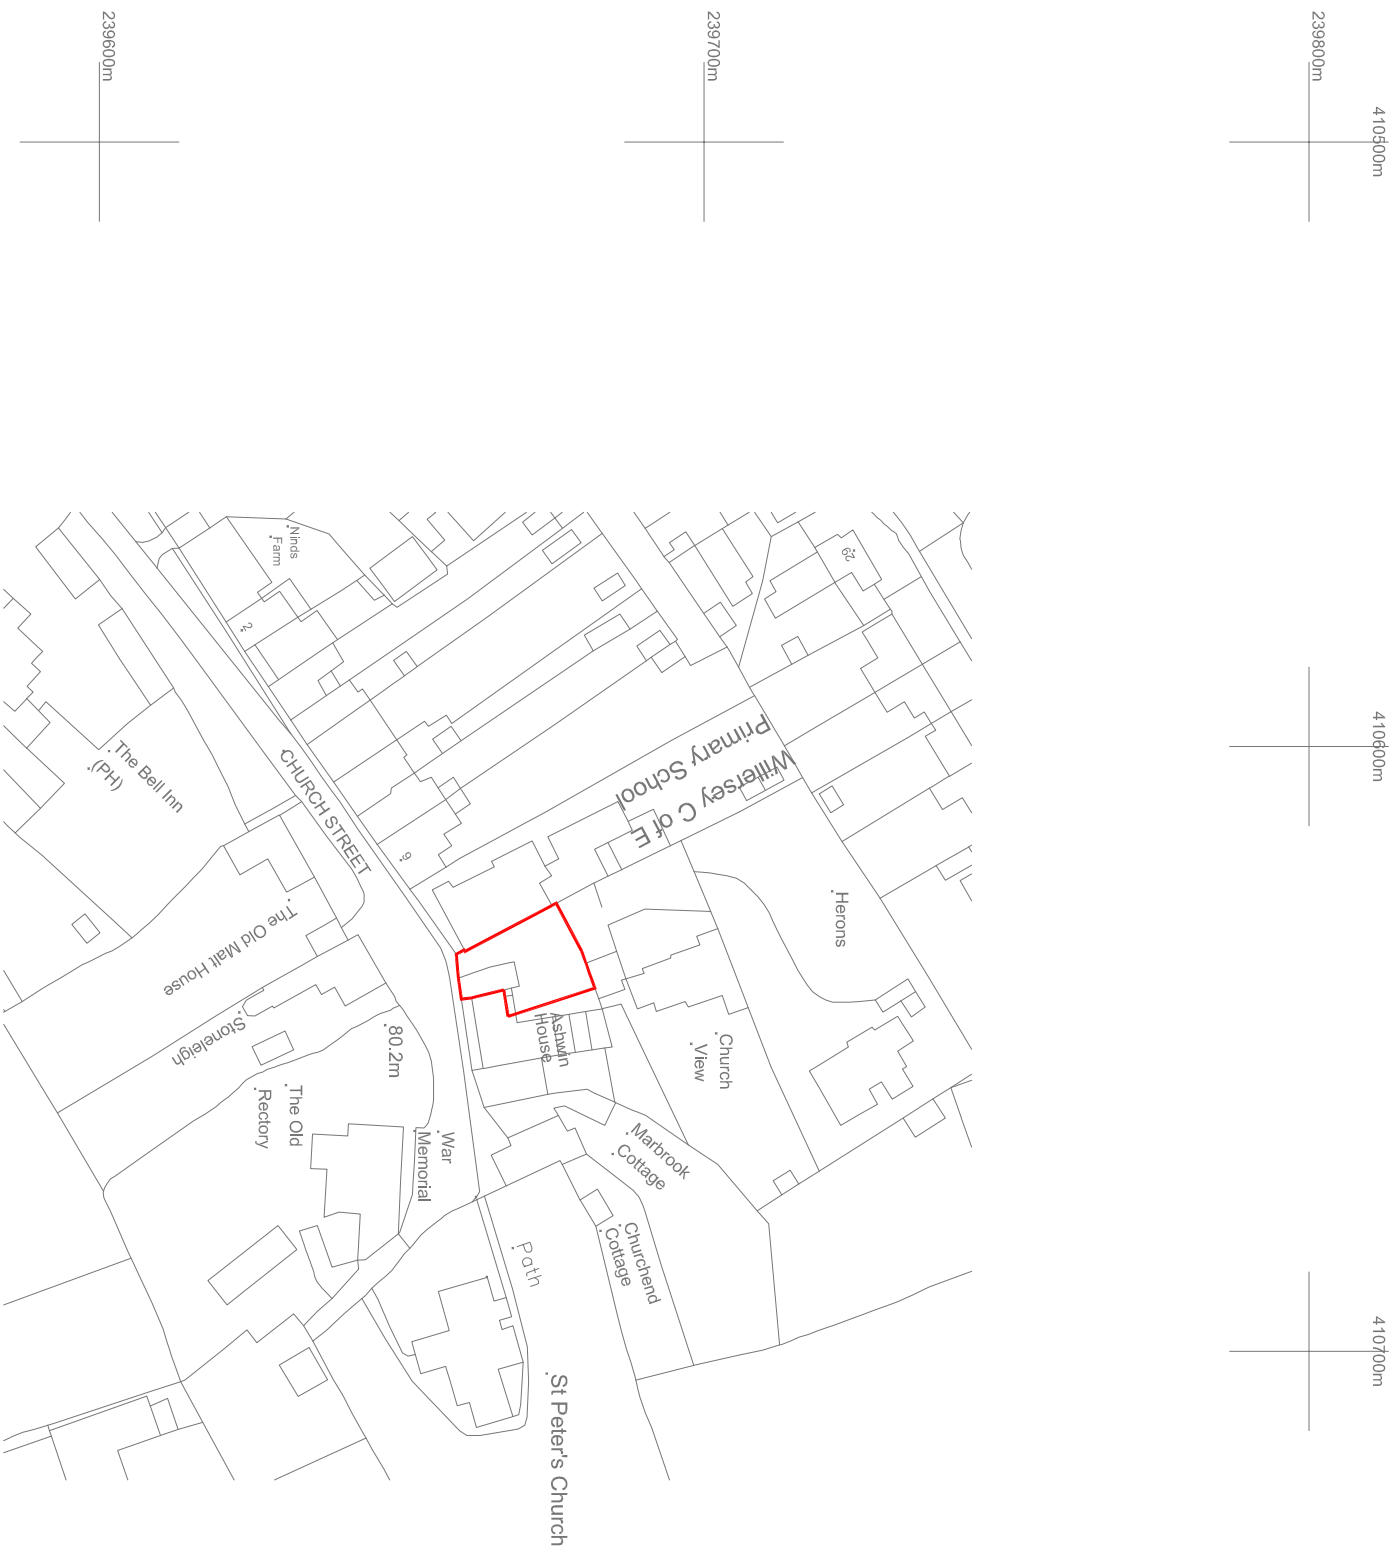 239600m
239700m
239800m
410500m
Ninds
Farm
29
2
410600m
Willersey C of E
Primary School
The Bell Inn
(PH)
CHURCH STREET
9
The Old Malt House
Herons
Stoneleigh
80.2m
Ashwin
House
Church
View
The Old
Rectory
War
Memorial
Marbrook
Cottage
Churchend
Cottage
Path
410700m
St Peter's Church